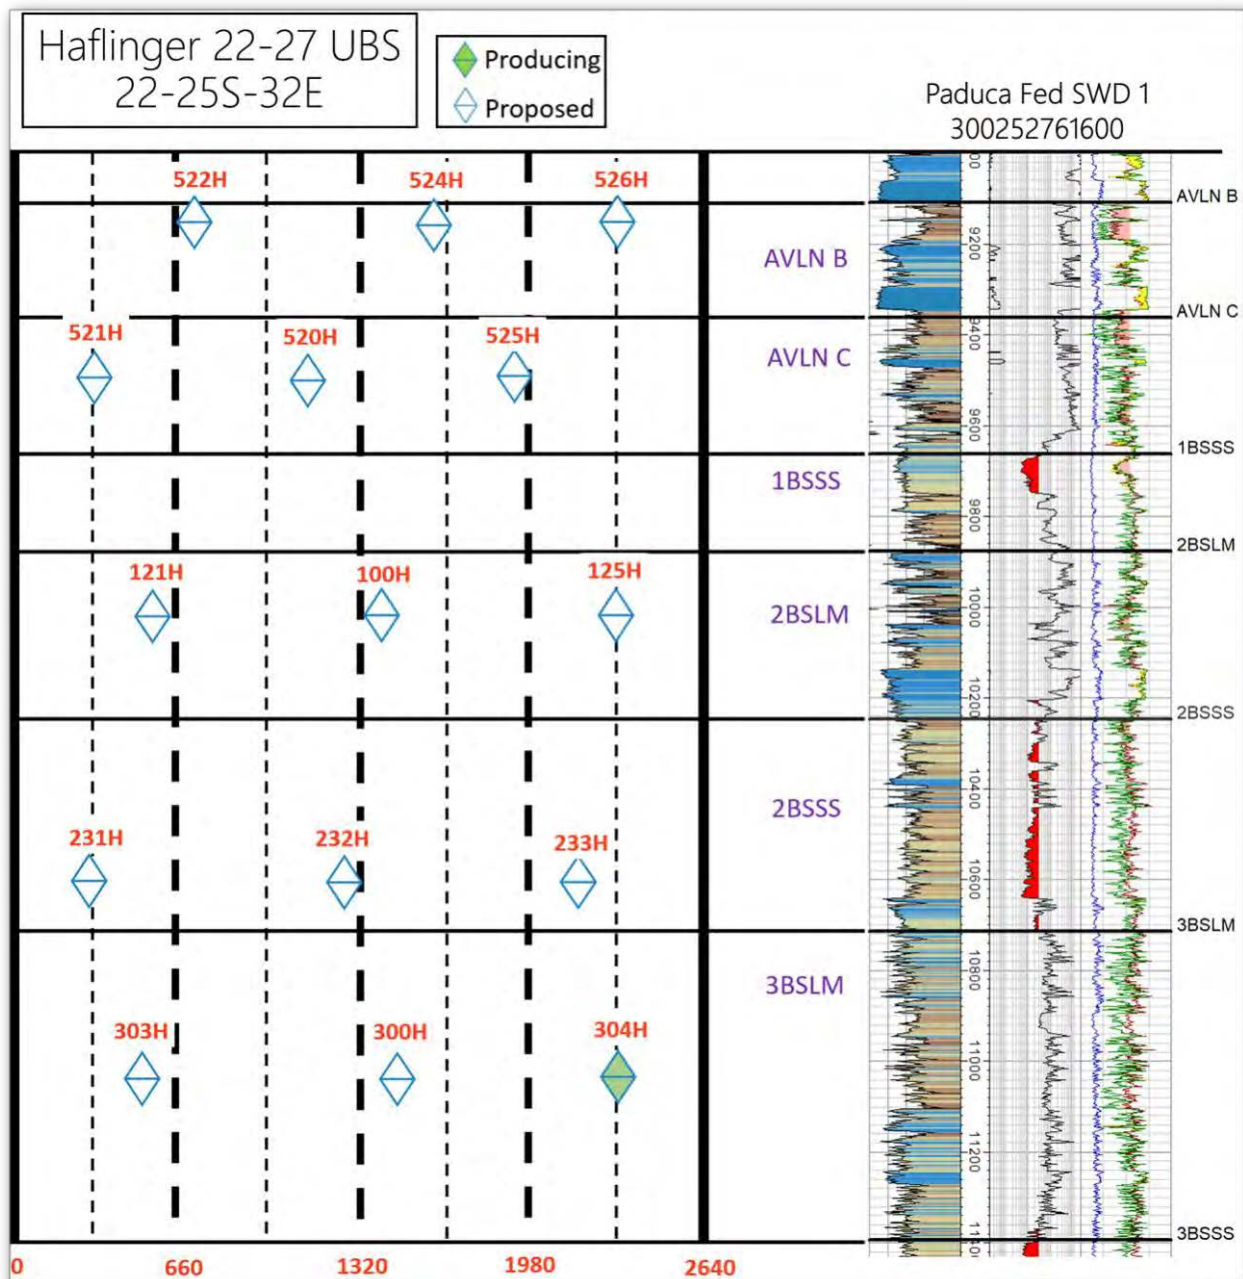 Haflinger 22-27 UBS
22-25S-32E
Producing
Proposed
Paduca Fed SWD 1
300252761600
522H
524H
526H
AVLN B
AVLN B
9200
AVLN C
521H
520H
525H
9400
AVLN C
9600
1BSSS
1BSSS
9800
2BSLM
121H
100H
125H
10000
2BSLM
10200
2BSSS
10400
2BSSS
231H
232H
233H
10600
3BSLM
10800
3BSLM
303H
300H
304H
11000
11200
3BSSS
0
660
1320
1980
2640